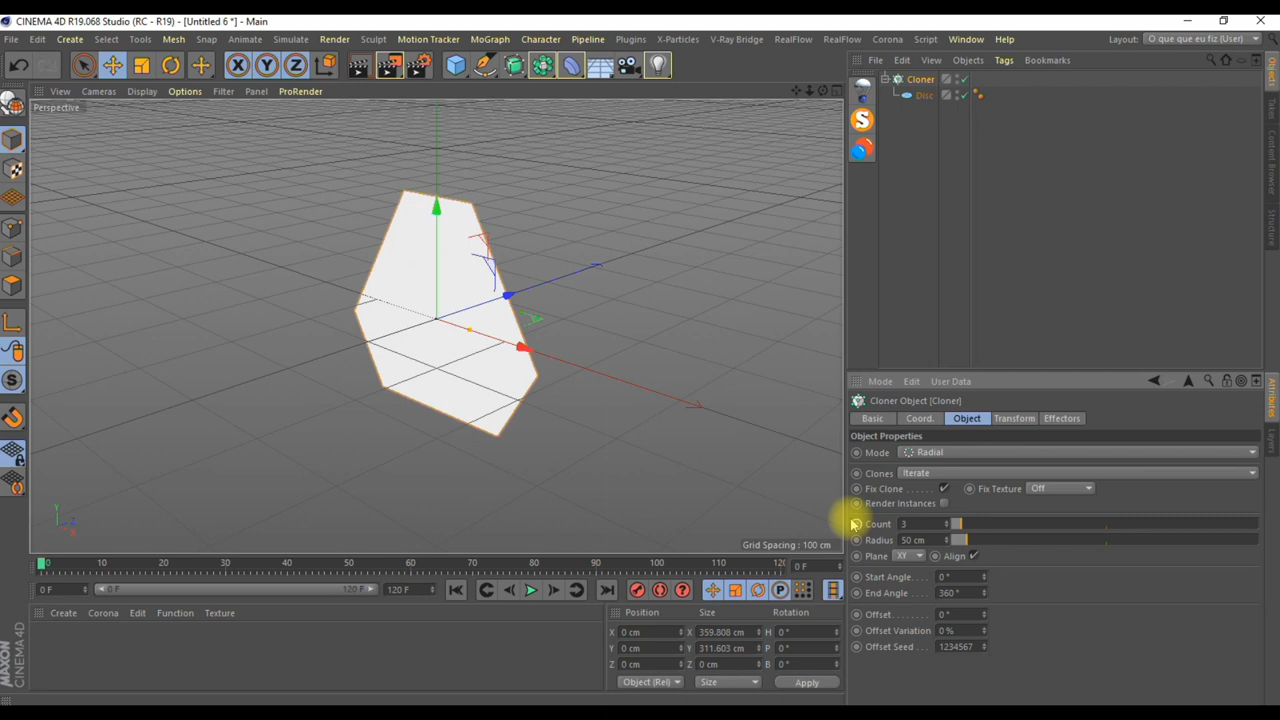 CINEMA 4D R19.068 Studio (RC - R19) - [Untitled 6 *] - Main
File Edit Create Select Tools Mesh Snap Animate Simulate Render Sculpt Motion Tracker MoGraph Character Pipeline Plugins X-Particles V-Ray Bridge RealFlow RealFlow Corona Script Window Help Layout: O que que eu fiz (User)
X Y Z
View Cameras Display Options Filter Panel ProRender
Perspective
File Edit View Objects Tags Bookmarks
Cloner
Disc
S
S
Objects
Takes
Content Browser
Structure
Mode Edit User Data
Cloner Object [Cloner]
Basic Coord. Object Transform Effectors
Object Properties
Mode Radial
Clones Iterate
Fix Clone Fix Texture Off
Render Instances
Count 3
Radius 50 cm
Plane XY Align
Start Angle 0 °
End Angle 360 °
Offset 0 °
Offset Variation 0 %
Offset Seed 1234567
Attributes
Layers
Y Z X
Grid Spacing : 100 cm
0 10 20 30 40 50 60 70 80 90 100 110 120 0 F
0 F 0 F 120 F 120 F
P
Create Corona Edit Function Texture
Position Size Rotation
X 0 cm X 359.808 cm H 0 °
Y 0 cm Y 311.603 cm P 0 °
Z 0 cm Z 0 cm B 0 °
Object (Rel) Size Apply
MAXON CINEMA 4D